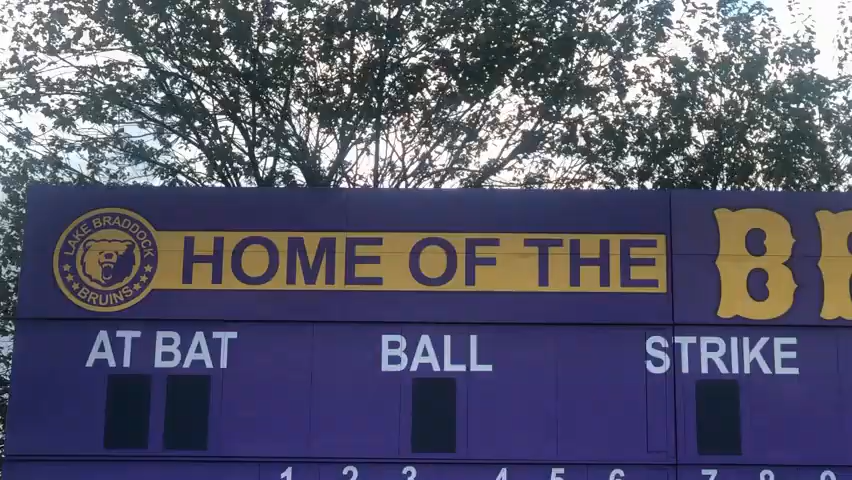 LAKE BRADDOCK
BRUINS
HOME OF THE B
AT BAT BALL STRIKE
1 2 3 4 5 6 7 8 9